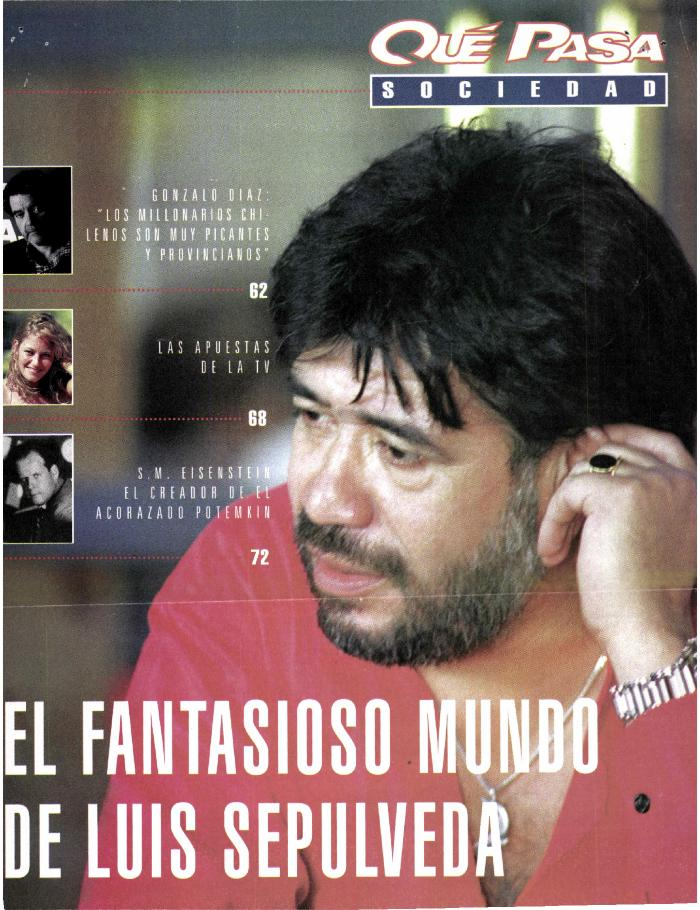 QUÉ PASA
SOCIEDAD
GONZALO DIAZ:
"LOS MILLONARIOS CHI-
LENOS SON MUY PICANTES
Y PROVINCIANOS"
62
LAS APUESTAS
DE LA TV
68
S.M. EISENSTEIN
EL CREADOR DE EL
ACORAZADO POTEMKIN
72
EL FANTASIOSO MUNDO
DE LUIS SEPULVEDA
A.